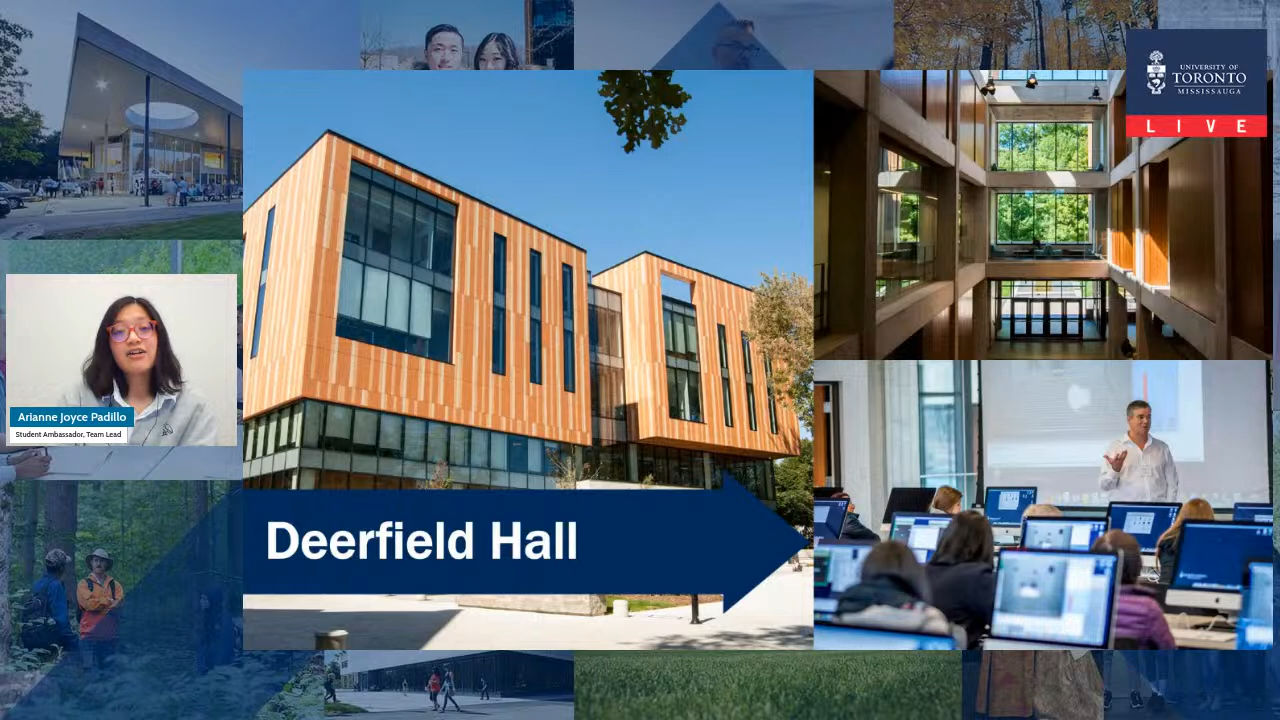 UNIVERSITY OF
TORONTO
MISSISSAUGA
LIVE
Arianne Joyce Padillo
Student Ambassador, Team Lead
Deerfield Hall